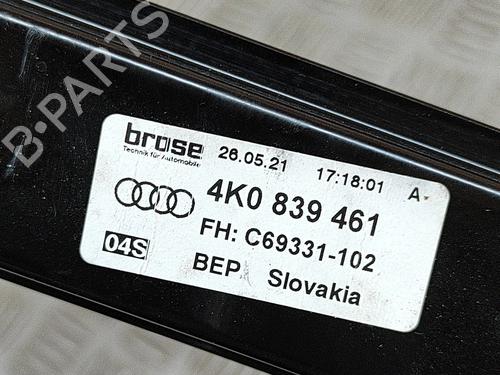 B-PARTS
brose 26.05.21 17:18:01 A
Technik für Automobile
4K0 839 461
FH: C69331-102
04S BEP Slovakia